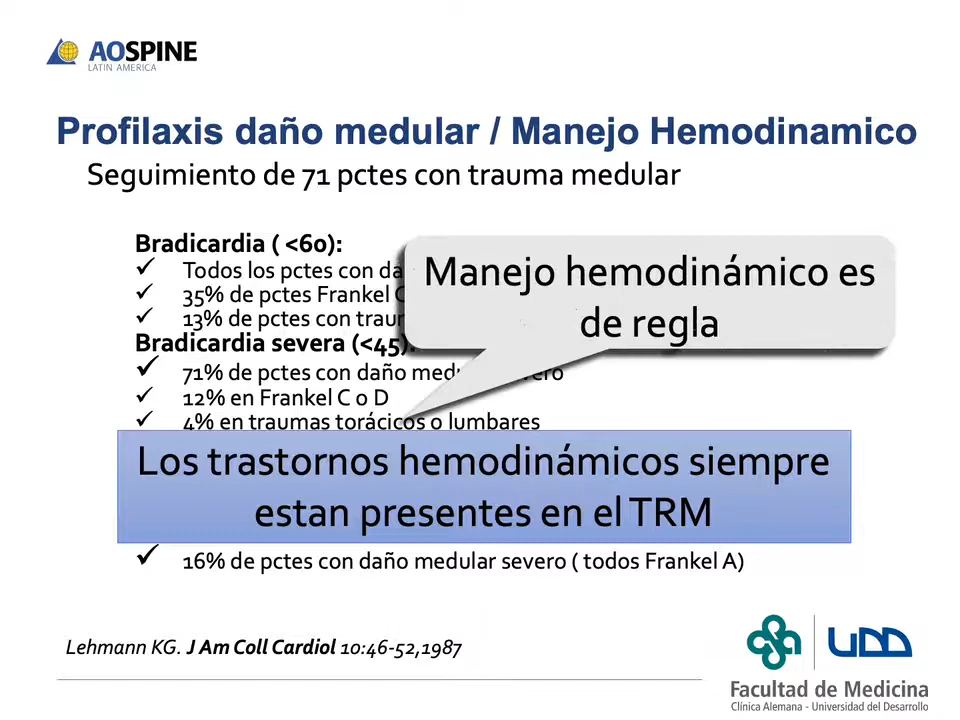 AOSPINE
LATIN AMERICA
Profilaxis daño medular / Manejo Hemodinamico
Seguimiento de 71 pctes con trauma medular
Bradicardia ( <60):
Todos los pctes con
35% de pctes Frankel
13% de pctes con
Manejo hemodinámico es
de regla
Bradicardia severa (<45)
71% de pctes con daño
12% en Frankel C o D
4% en traumas torácicos o lumbares
Los trastornos hemodinámicos siempre
estan presentes en el TRM
16% de pctes con daño medular severo ( todos Frankel A)
Lehmann KG. J Am Coll Cardiol 10:46-52,1987
UDD
Facultad de Medicina
Clínica Alemana - Universidad del Desarrollo